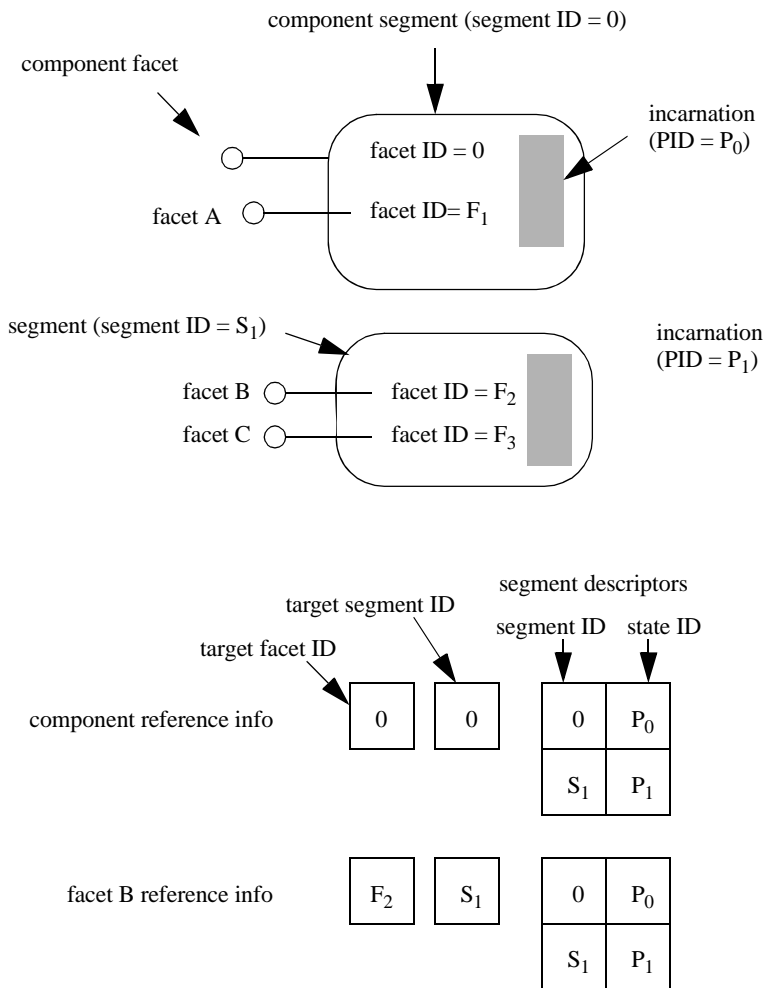 component segment (segment ID = 0)
component facet
incarnation
(PID = P0)
facet ID = 0
facet A
facet ID= F1
segment (segment ID = S1)
incarnation
(PID = P1)
facet B
facet ID = F2
facet C
facet ID = F3
segment descriptors
target segment ID
segment ID
state ID
target facet ID
component reference info
0
0
0
P0
S1
P1
facet B reference info
F2
S1
0
P0
S1
P1